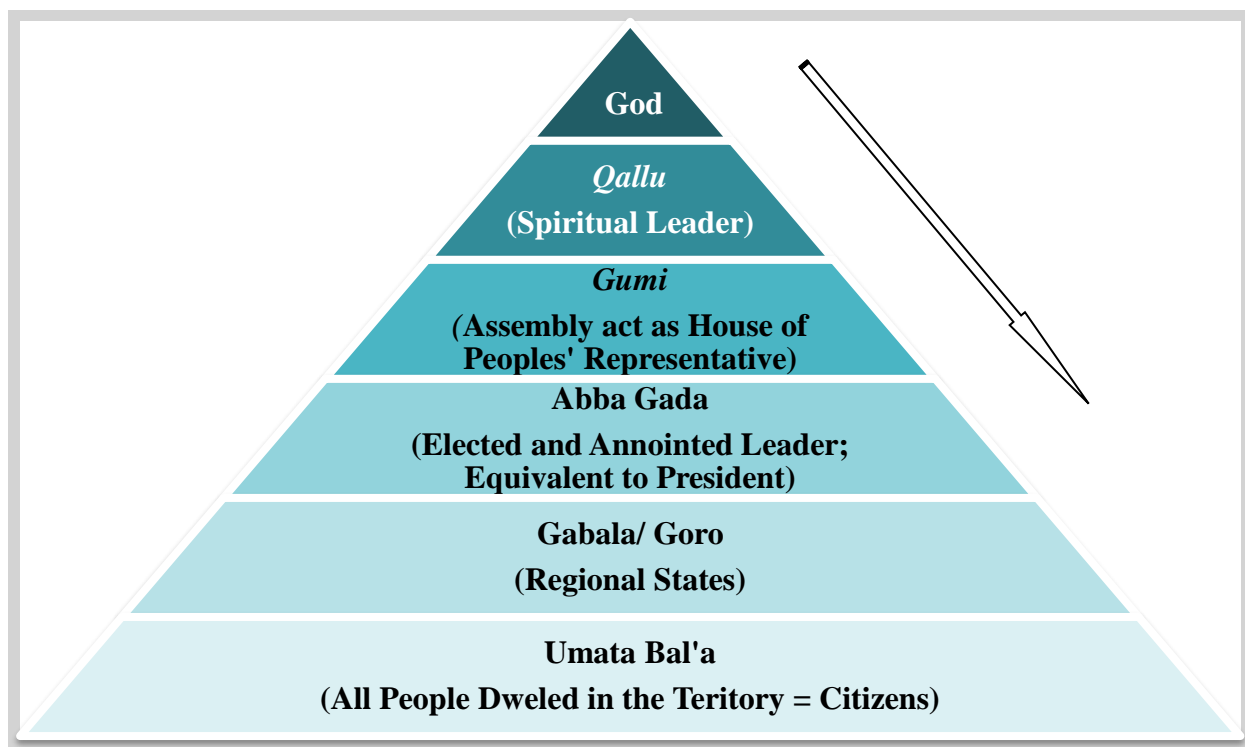 God
Qallu
(Spiritual Leader)
Gumi
(Assembly act as House of
Peoples' Representative)
Abba Gada
(Elected and Annointed Leader;
Equivalent to President)
Gabala/ Goro
(Regional States)
Umata Bal'a
(All People Dweled in the Teritory = Citizens)